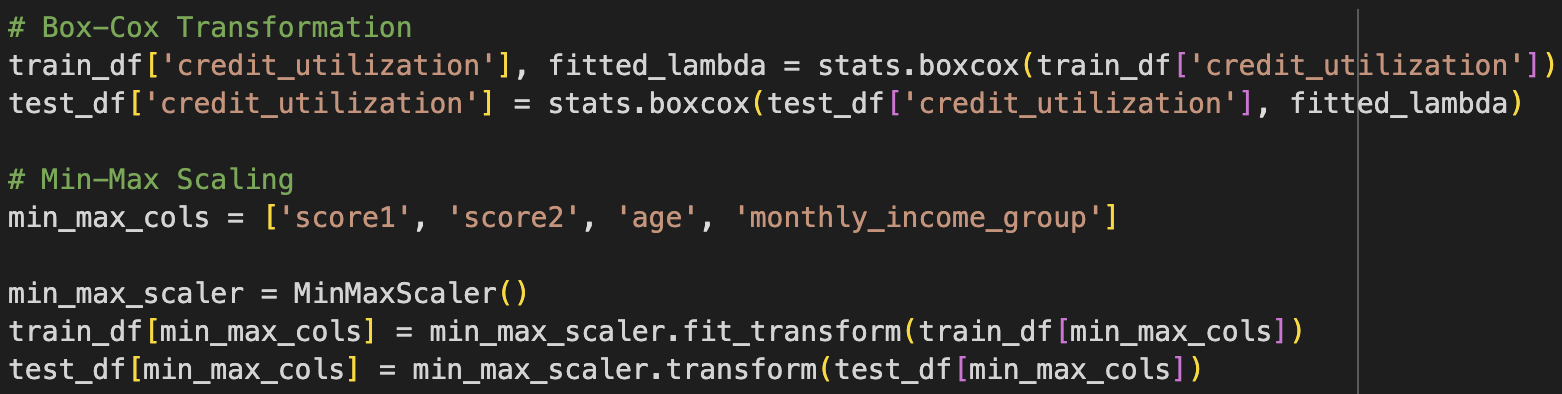 # Box-Cox Transformation
train_df['credit_utilization'], fitted_lambda = stats.boxcox(train_df['credit_utilization'])
test_df['credit_utilization'] = stats.boxcox(test_df['credit_utilization'], fitted_lambda)
# Min-Max Scaling
min_max_cols = ['score1', 'score2', 'age', 'monthly_income_group']
min_max_scaler = MinMaxScaler()
train_df[min_max_cols] = min_max_scaler.fit_transform(train_df[min_max_cols])
test_df[min_max_cols] = min_max_scaler.transform(test_df[min_max_cols])